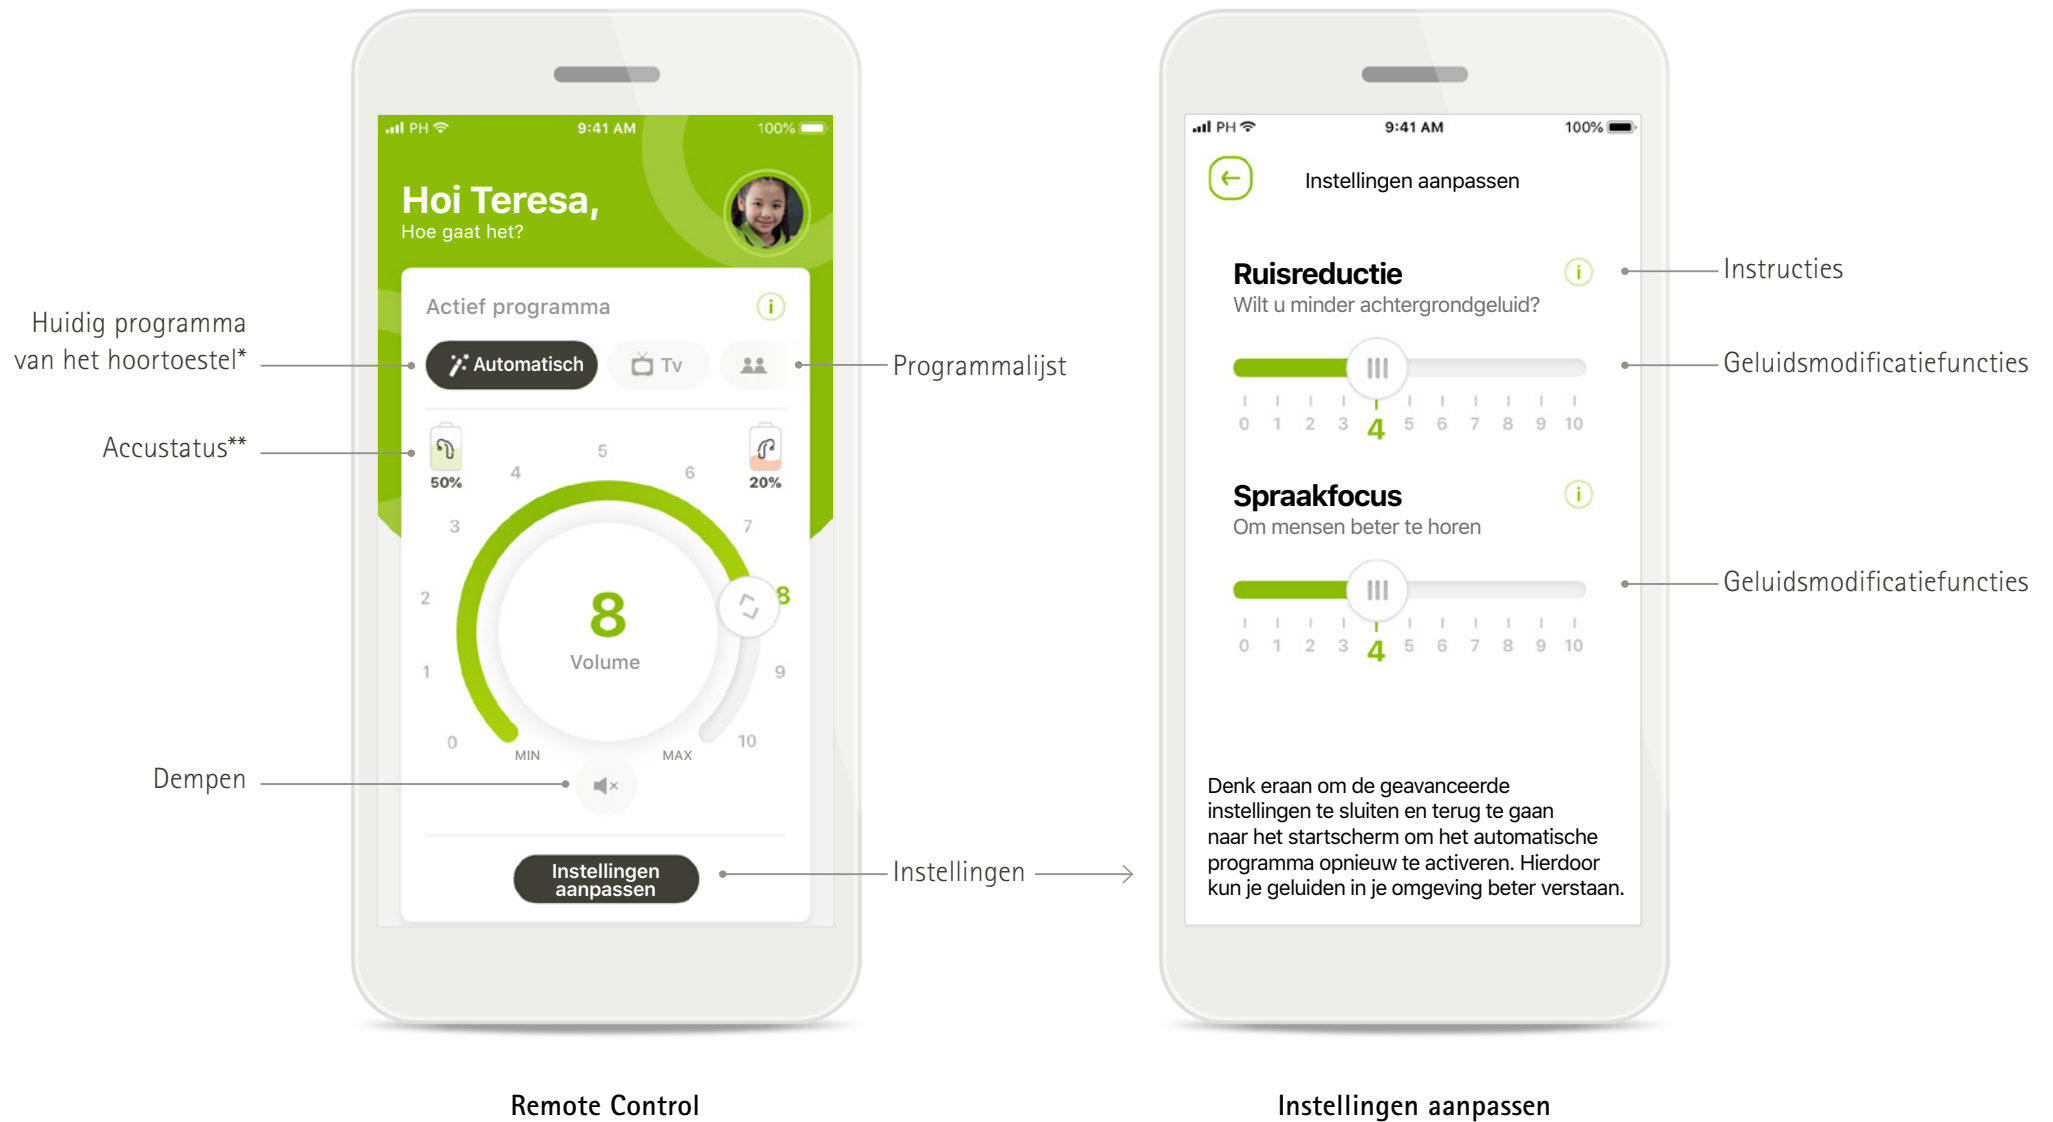 PH
9:41 AM
100%
Hoi Teresa,
Hoe gaat het?
Actief programma
i
Automatisch
Tv
50%
20%
0
1
2
3
4
5
6
7
8
9
10
8
Volume
MIN
MAX
Instellingen
aanpassen
Huidig programma
van het hoortoestel*
Accustatus**
Dempen
Programmalijst
Instellingen
Remote Control
PH
9:41 AM
100%
Instellingen aanpassen
Ruisreductie
i
Wilt u minder achtergrondgeluid?
0 1 2 3 4 5 6 7 8 9 10
Spraakfocus
i
Om mensen beter te horen
0 1 2 3 4 5 6 7 8 9 10
Denk eraan om de geavanceerde
instellingen te sluiten en terug te gaan
naar het startscherm om het automatische
programma opnieuw te activeren. Hierdoor
kun je geluiden in je omgeving beter verstaan.
Instructies
Geluidsmodificatiefuncties
Geluidsmodificatiefuncties
Instellingen aanpassen